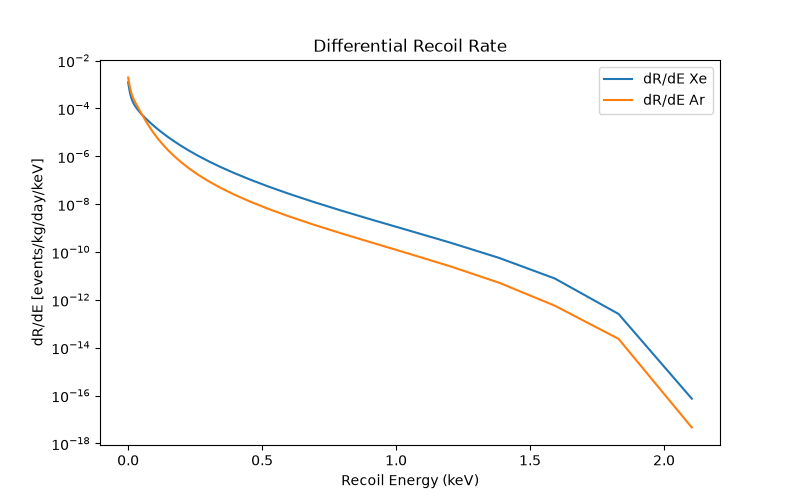 Differential Recoil Rate
dR/dE Xe
dR/dE Ar
dR/dE [events/kg/day/keV]
10⁻²
10⁻⁴
10⁻⁶
10⁻⁸
10⁻¹⁰
10⁻¹²
10⁻¹⁴
10⁻¹⁶
10⁻¹⁸
0.0 0.5 1.0 1.5 2.0
Recoil Energy (keV)